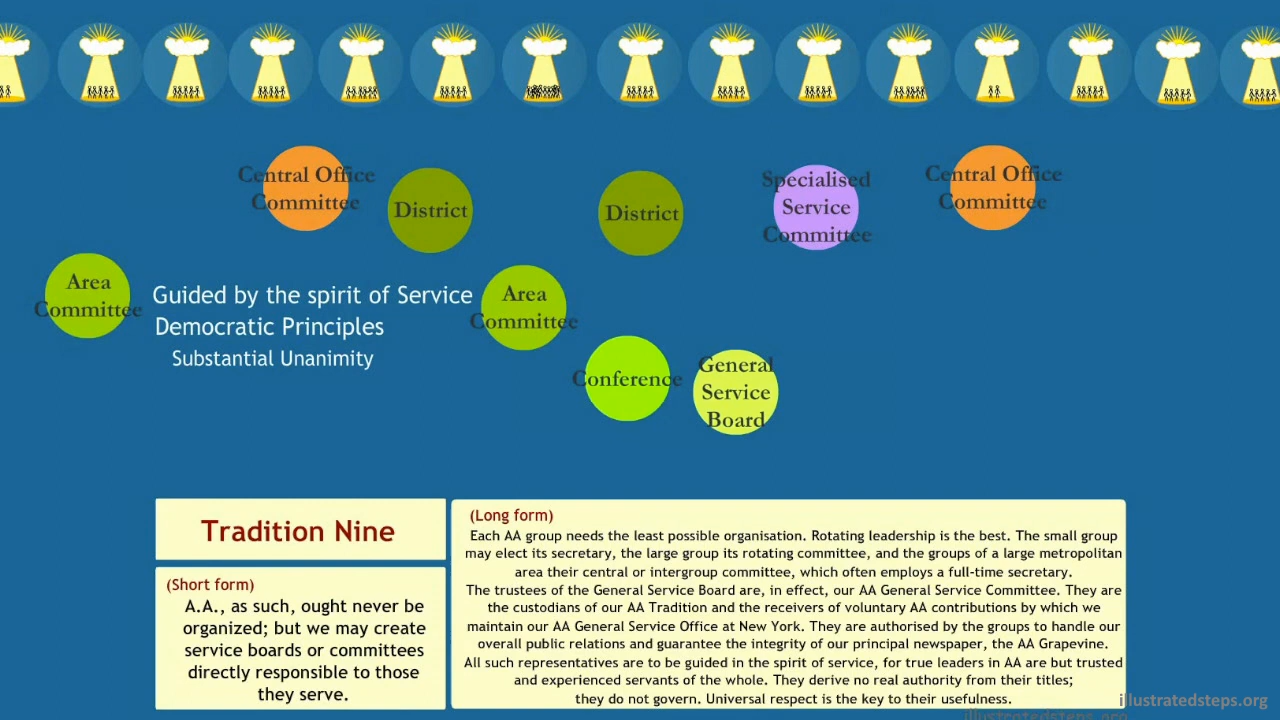 Central Office
Committee
District
District
Specialised
Service
Committee
Central Office
Committee
Area
Committee
Guided by the spirit of Service
Democratic Principles
Substantial Unanimity
Area
Committee
Conference
General
Service
Board
Tradition Nine
(Short form)
A.A., as such, ought never be
organized; but we may create
service boards or committees
directly responsible to those
they serve.
(Long form)
Each AA group needs the least possible organisation. Rotating leadership is the best. The small group
may elect its secretary, the large group its rotating committee, and the groups of a large metropolitan
area their central or intergroup committee, which often employs a full-time secretary.
The trustees of the General Service Board are, in effect, our AA General Service Committee. They are
the custodians of our AA Tradition and the receivers of voluntary AA contributions by which we
maintain our AA General Service Office at New York. They are authorised by the groups to handle our
overall public relations and guarantee the integrity of our principal newspaper, the AA Grapevine.
All such representatives are to be guided in the spirit of service, for true leaders in AA are but trusted
and experienced servants of the whole. They derive no real authority from their titles;
they do not govern. Universal respect is the key to their usefulness.
illustratedsteps.org
illustratedsteps.org